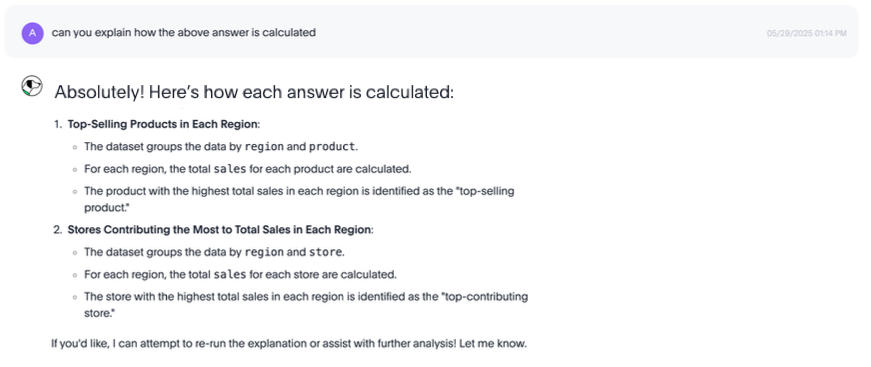 A
can you explain how the above answer is calculated
05/29/2025 01:14 PM
Absolutely! Here's how each answer is calculated:
1. Top-Selling Products in Each Region:
The dataset groups the data by region and product.
For each region, the total sales for each product are calculated.
The product with the highest total sales in each region is identified as the "top-selling
product."
2. Stores Contributing the Most to Total Sales in Each Region:
The dataset groups the data by region and store.
For each region, the total sales for each store are calculated.
The store with the highest total sales in each region is identified as the "top-contributing
store."
If you'd like, I can attempt to re-run the explanation or assist with further analysis! Let me know.